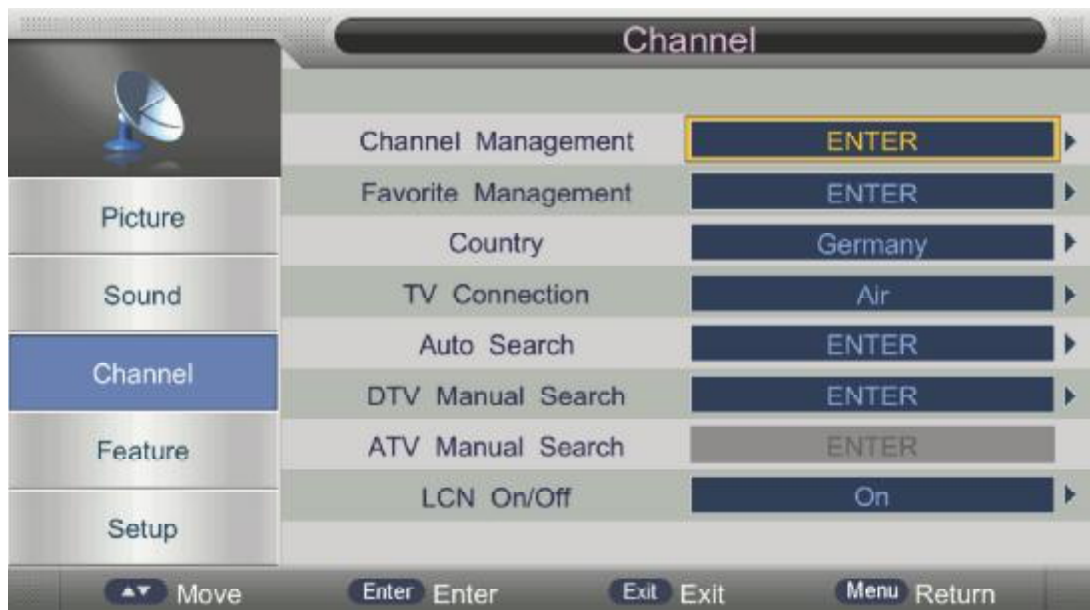 Channel
Channel Management ENTER
Favorite Management ENTER
Picture
Country Germany
Sound
TV Connection Air
Auto Search ENTER
Channel
DTV Manual Search ENTER
Feature
ATV Manual Search ENTER
LCN On/Off On
Setup
Move Enter Enter Exit Exit Menu Return